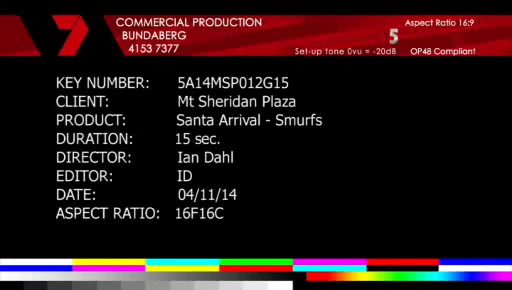 COMMERCIAL PRODUCTION
BUNDABERG
4153 7377
Aspect Ratio 16:9
5
Set-up tone 0vu = -20dB OP48 Compliant
KEY NUMBER: 5A14MSP012G15
CLIENT: Mt Sheridan Plaza
PRODUCT: Santa Arrival - Smurfs
DURATION: 15 sec.
DIRECTOR: Ian Dahl
EDITOR: ID
DATE: 04/11/14
ASPECT RATIO: 16F16C